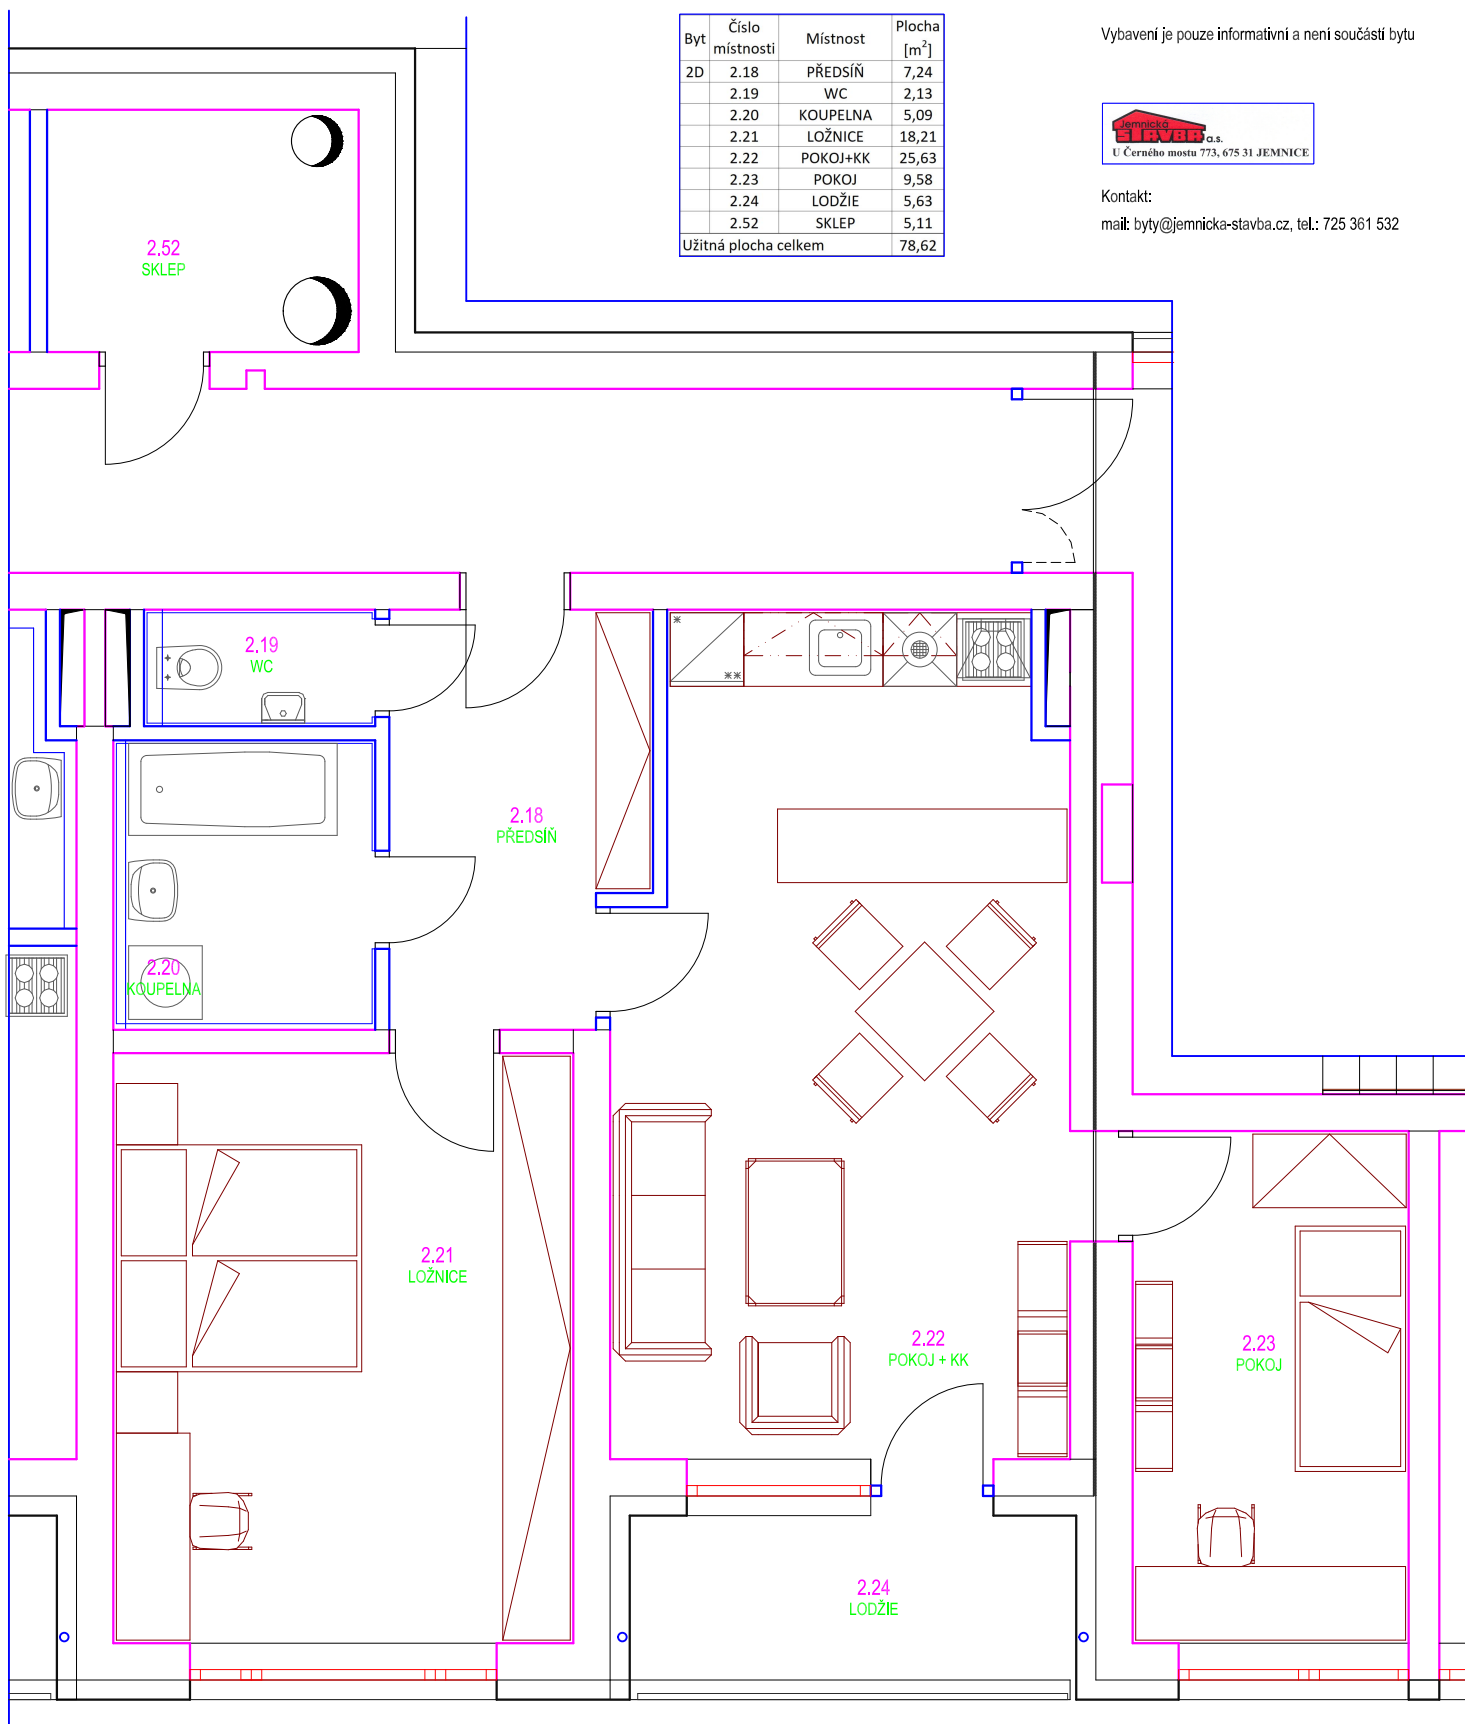 Byt Číslo místnosti Místnost Plocha [m²]
2D 2.18 PŘEDSÍŇ 7,24
2.19 WC 2,13
2.20 KOUPELNA 5,09
2.21 LOŽNICE 18,21
2.22 POKOJ+KK 25,63
2.23 POKOJ 9,58
2.24 LODŽIE 5,63
2.52 SKLEP 5,11
Užitná plocha celkem 78,62
Vybavení je pouze informativní a není součástí bytu
Jemnická
STAVBA a.s.
U Černého mostu 773, 675 31 JEMNICE
Kontakt:
mail: byty@jemnicka-stavba.cz, tel.: 725 361 532
2.52
SKLEP
2.19
WC
2.18
PŘEDSÍŇ
2.20
KOUPELNA
2.21
LOŽNICE
2.22
POKOJ + KK
2.23
POKOJ
2.24
LODŽIE